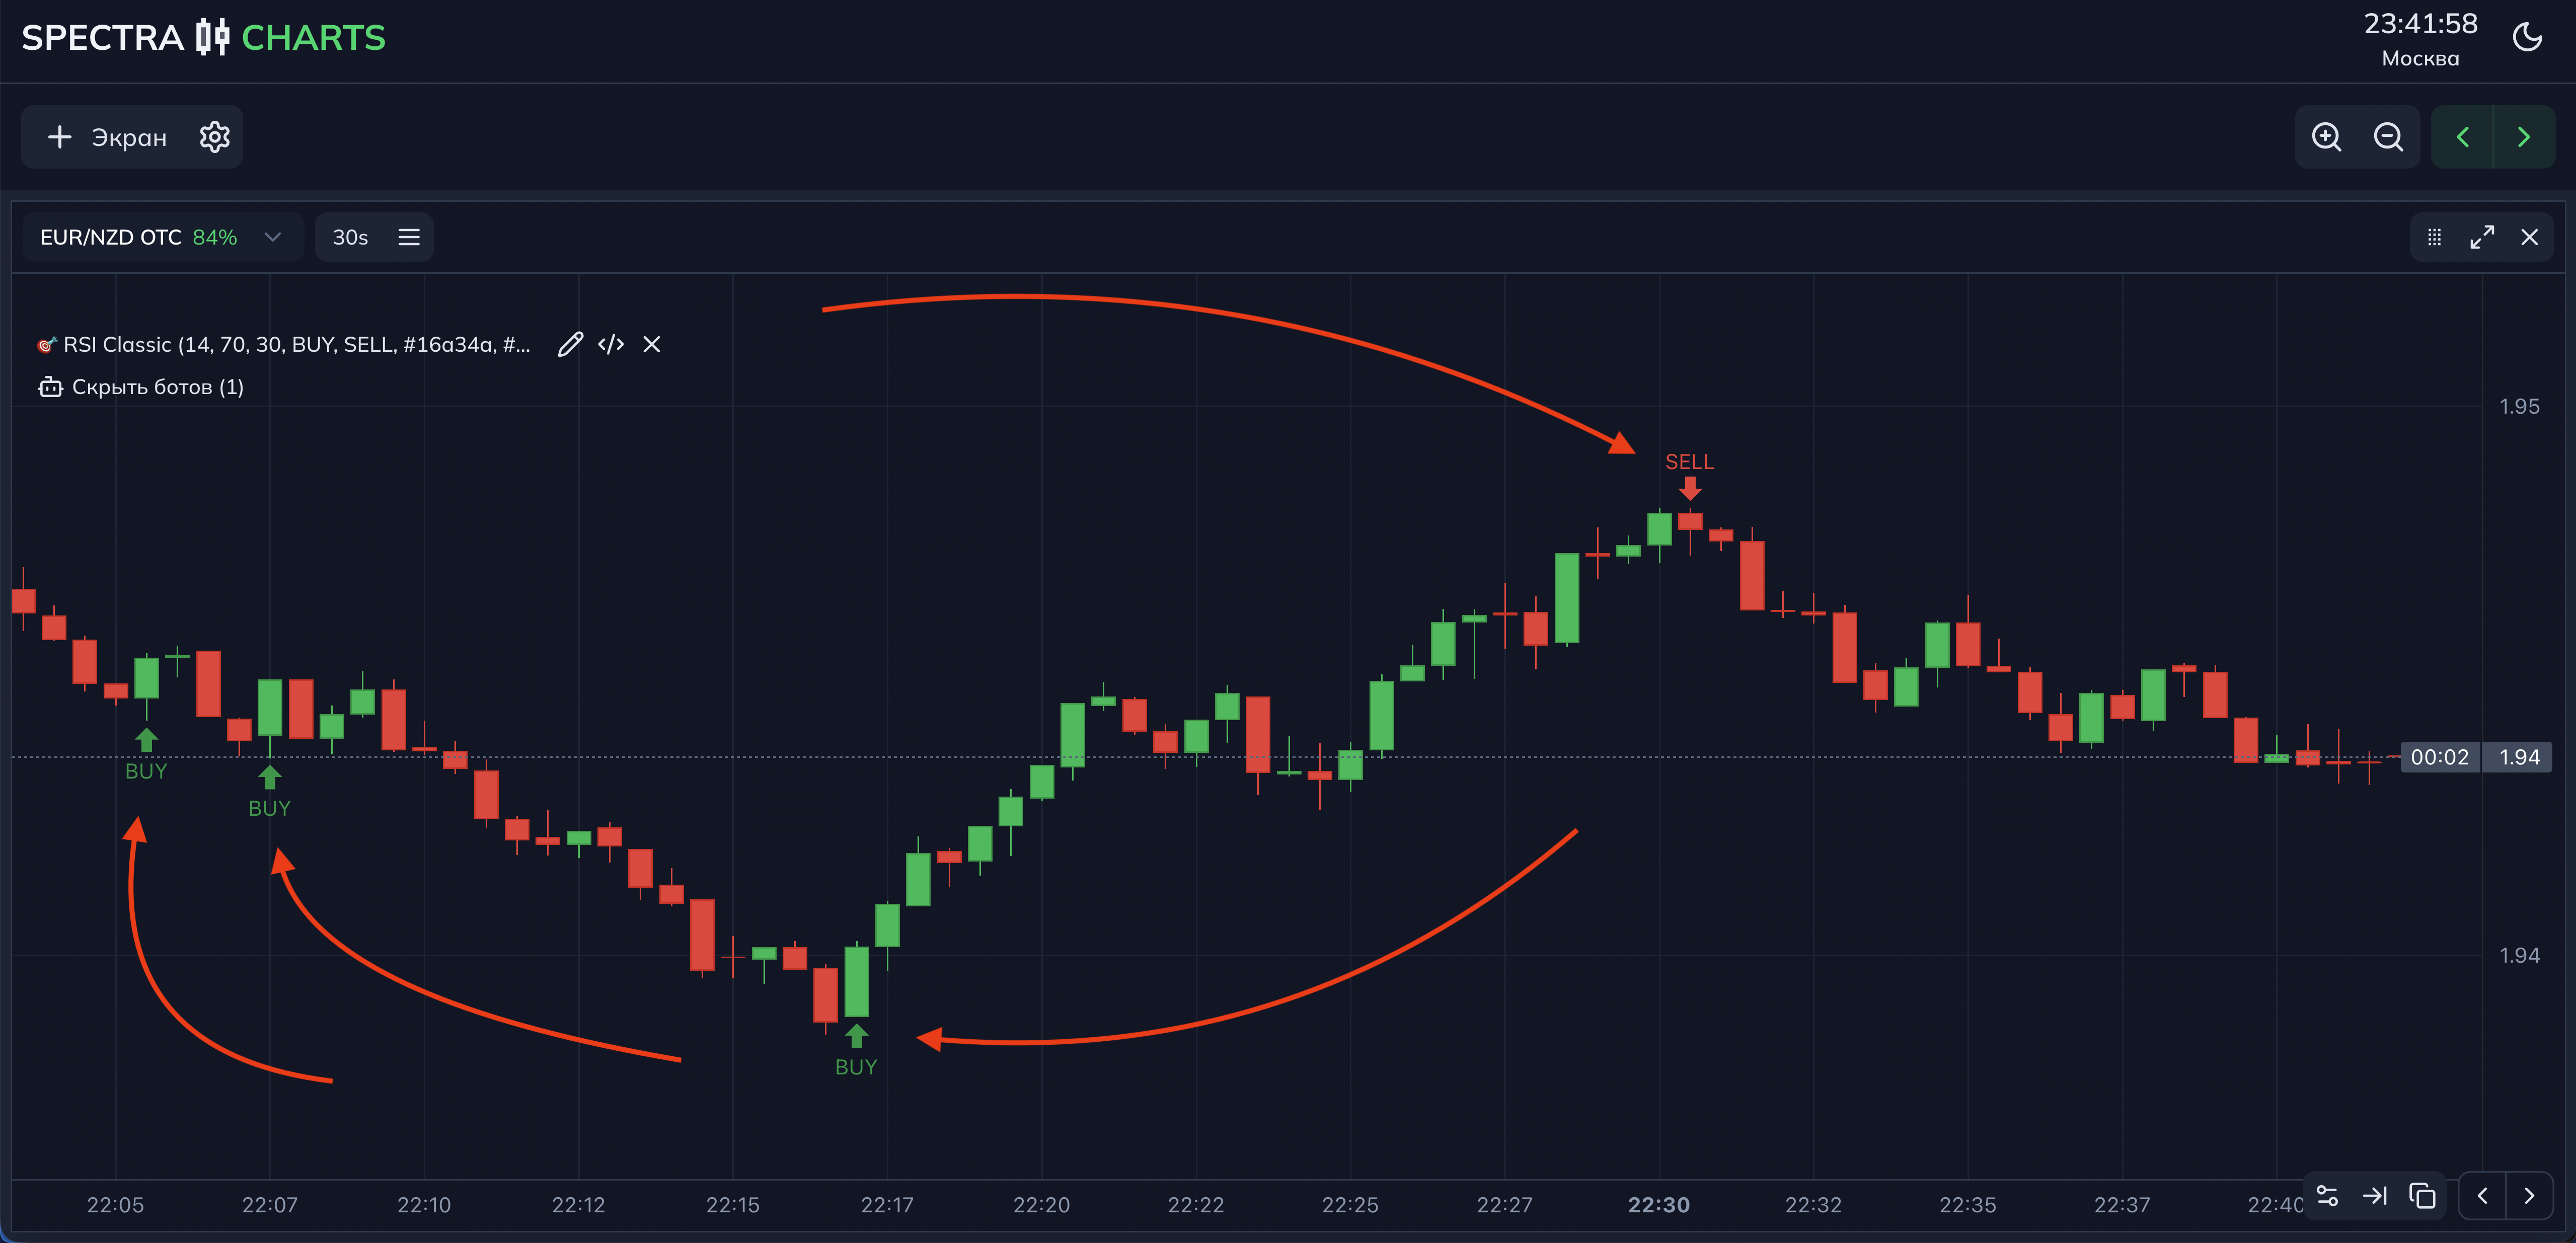 SPECTRA CHARTS
23:41:58
Москва
Экран
EUR/NZD OTC 84%
30s
RSI Classic (14, 70, 30, BUY, SELL, #16a34a, #...
Скрыть ботов (1)
1.95
SELL
BUY
00:02 1.94
BUY
1.94
BUY
22:05 22:07 22:10 22:12 22:15 22:17 22:20 22:22 22:25 22:27 22:30 22:32 22:35 22:37 22:40